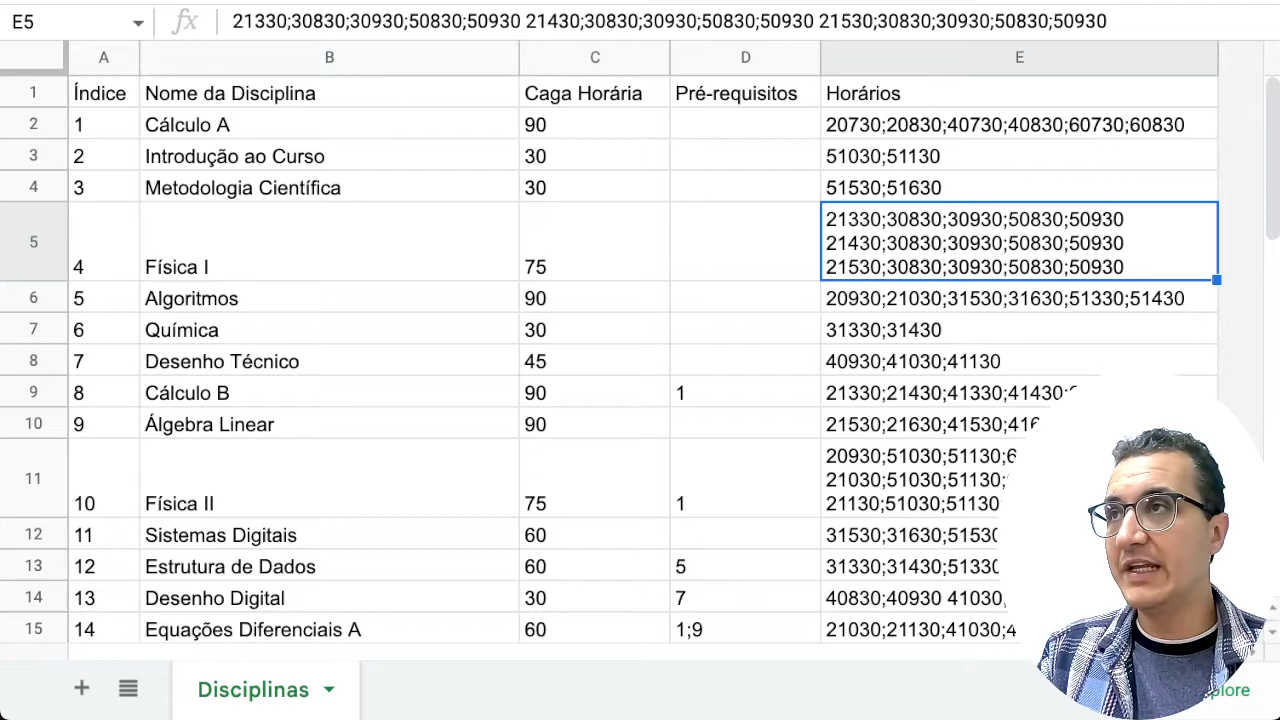 E5 fx 21330;30830;30930;50830;50930 21430;30830;30930;50830;50930 21530;30830;30930;50830;50930
A B C D E
1 Índice Nome da Disciplina Caga Horária Pré-requisitos Horários
2 1 Cálculo A 90 20730;20830;40730;40830;60730;60830
3 2 Introdução ao Curso 30 51030;51130
4 3 Metodologia Científica 30 51530;51630
21330;30830;30930;50830;50930
5 21430;30830;30930;50830;50930
4 Física I 75 21530;30830;30930;50830;50930
6 5 Algoritmos 90 20930;21030;31530;31630;51330;51430
7 6 Química 30 31330;31430
8 7 Desenho Técnico 45 40930;41030;41130
9 8 Cálculo B 90 1 21330;21430;41330;41430;
10 9 Álgebra Linear 90 21530;21630;41530;
20930;51030;51130;
11 21030;51030;51130;
10 Física II 75 1 21130;51030;51130
12 11 Sistemas Digitais 60 31530;31630;
13 12 Estrutura de Dados 60 5 31330;31430;
14 13 Desenho Digital 30 7 40830;40930 41030
15 14 Equações Diferenciais A 60 1;9 21030;21130;41030;
+ Disciplinas